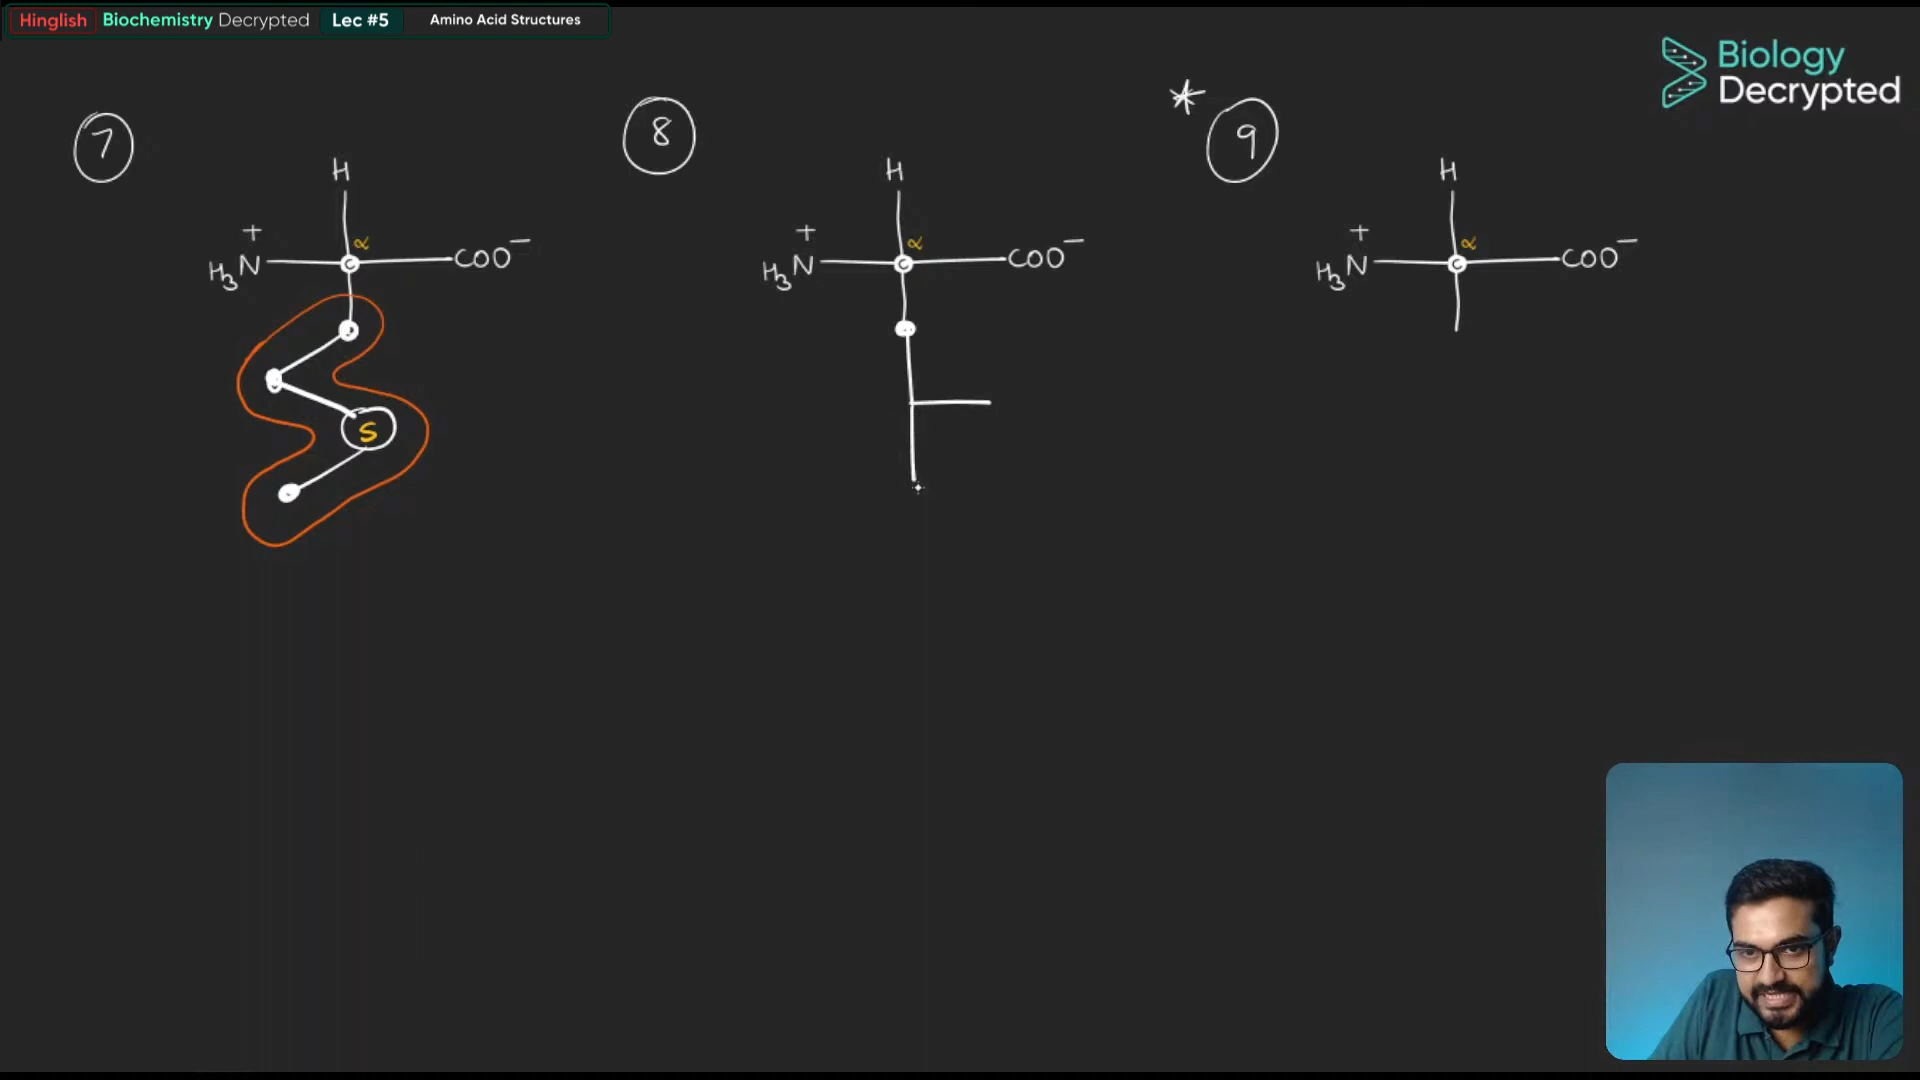 Hinglish Biochemistry Decrypted Lec #5 Amino Acid Structures
Biology
Decrypted
7
H
+
H3N
α
C
COO−
S
8
H
+
H3N
α
C
COO−
*
9
H
+
H3N
α
C
COO−